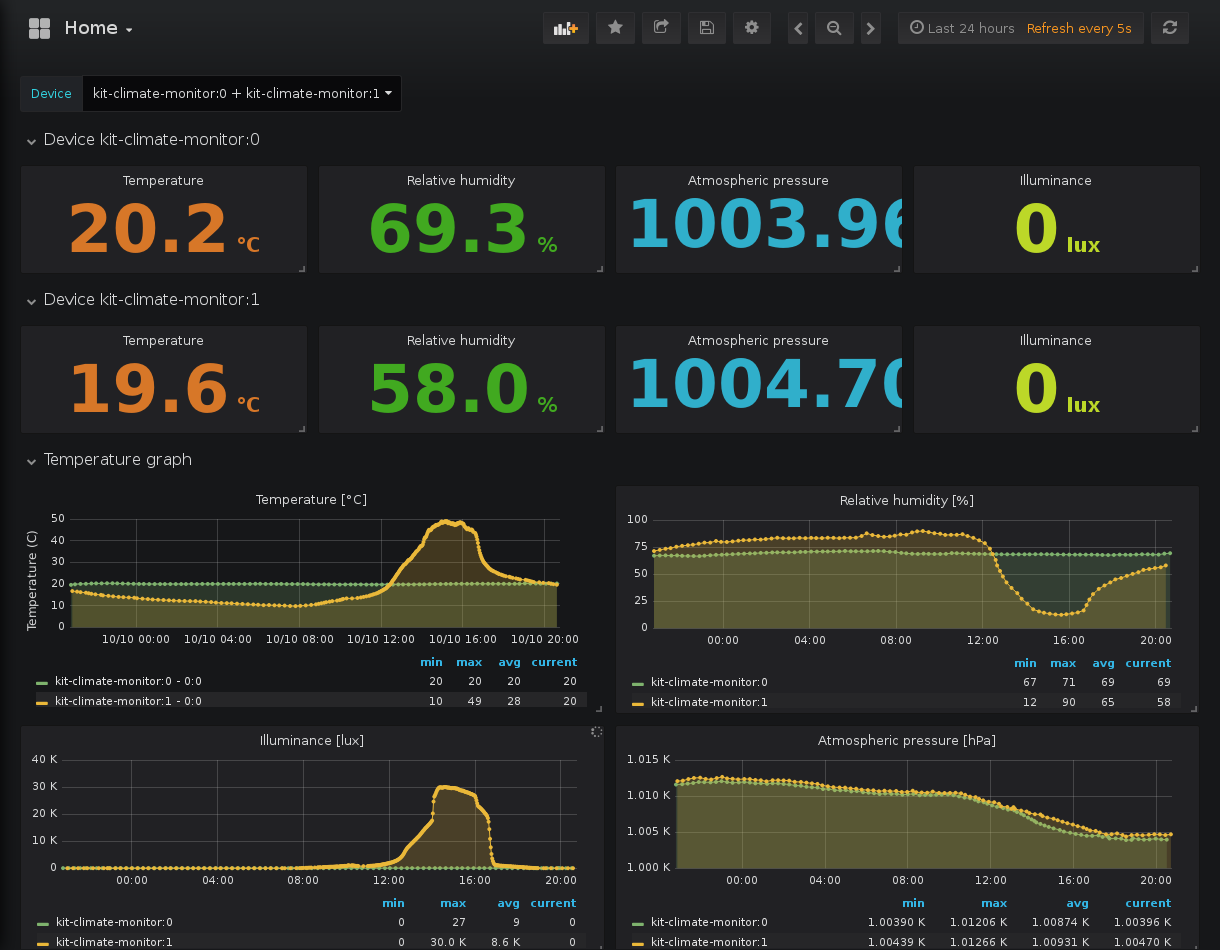 Home
Last 24 hours Refresh every 5s
Device kit-climate-monitor:0 + kit-climate-monitor:1
Device kit-climate-monitor:0
Temperature Relative humidity Atmospheric pressure Illuminance
20.2 °C 69.3 % 1003.96 0 lux
Device kit-climate-monitor:1
Temperature Relative humidity Atmospheric pressure Illuminance
19.6 °C 58.0 % 1004.70 0 lux
Temperature graph
Temperature [°C]
Temperature (C)
50
40
30
20
10
0
10/10 00:00 10/10 04:00 10/10 08:00 10/10 12:00 10/10 16:00 10/10 20:00
min max avg current
kit-climate-monitor:0 - 0:0 20 20 20 20
kit-climate-monitor:1 - 0:0 10 49 28 20
Relative humidity [%]
100
75
50
25
0
00:00 04:00 08:00 12:00 16:00 20:00
min max avg current
kit-climate-monitor:0 67 71 69 69
kit-climate-monitor:1 12 90 65 58
Illuminance [lux]
40 K
30 K
20 K
10 K
0
00:00 04:00 08:00 12:00 16:00 20:00
min max avg current
kit-climate-monitor:0 0 27 9 0
kit-climate-monitor:1 0 30.0 K 8.6 K 0
Atmospheric pressure [hPa]
1.015 K
1.010 K
1.005 K
1.000 K
00:00 04:00 08:00 12:00 16:00 20:00
min max avg current
kit-climate-monitor:0 1.00390 K 1.01206 K 1.00874 K 1.00396 K
kit-climate-monitor:1 1.00439 K 1.01266 K 1.00931 K 1.00470 K